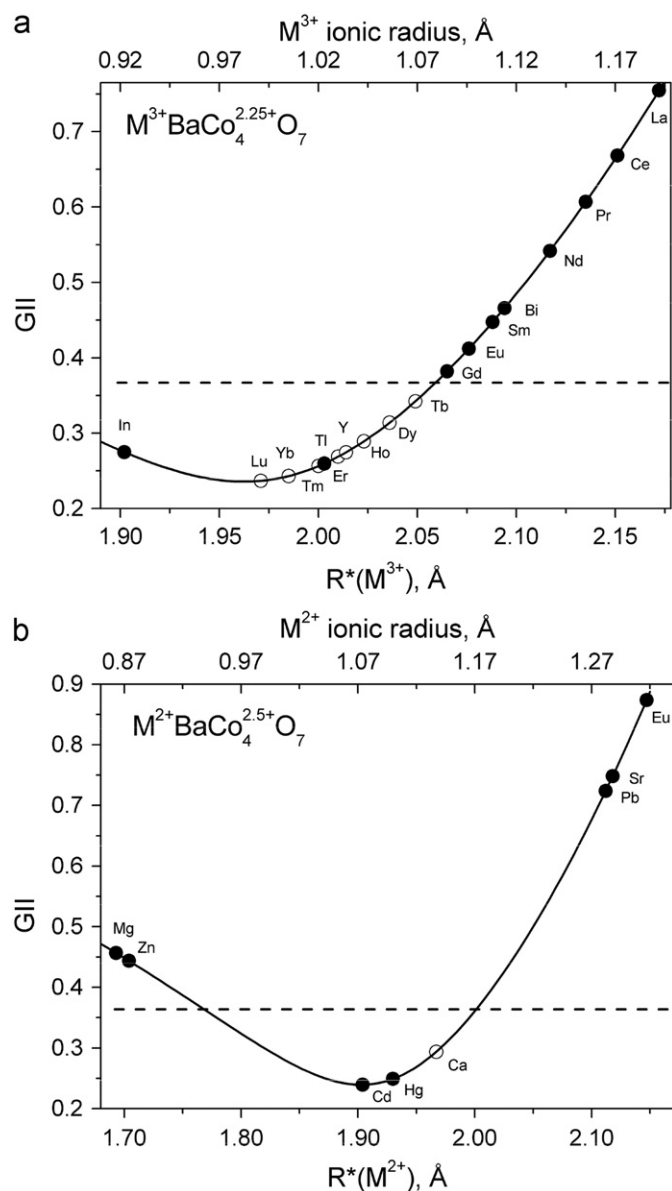 a
M³⁺ ionic radius, Å
0.92 0.97 1.02 1.07 1.12 1.17
M³⁺BaCo₄²·²⁵⁺O₇
0.7
0.6
0.5
0.4
0.3
0.2
GII
La
Ce
Pr
Nd
Bi
Sm
Eu
Gd
Tb
Dy
Ho
Y
Er
Tl
Tm
Yb
Lu
In
1.90 1.95 2.00 2.05 2.10 2.15
R*(M³⁺), Å
b
M²⁺ ionic radius, Å
0.87 0.97 1.07 1.17 1.27
M²⁺BaCo₄²·⁵⁺O₇
0.9
0.8
0.7
0.6
0.5
0.4
0.3
0.2
GII
Eu
Sr
Pb
Mg
Zn
Ca
Hg
Cd
1.70 1.80 1.90 2.00 2.10
R*(M²⁺), Å